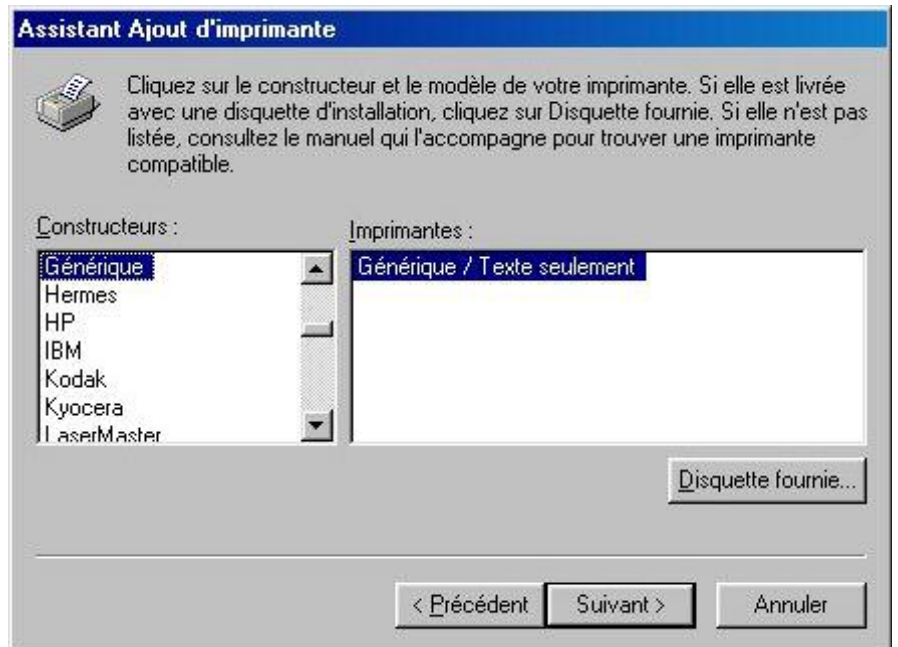 Assistant Ajout d'imprimante
Cliquez sur le constructeur et le modèle de votre imprimante. Si elle est livrée
avec une disquette d'installation, cliquez sur Disquette fournie. Si elle n'est pas
listée, consultez le manuel qui l'accompagne pour trouver une imprimante
compatible.
Constructeurs :
Générique
Hermes
HP
IBM
Kodak
Kyocera
LaserMaster
Imprimantes :
Générique / Texte seulement
Disquette fournie...
< Précédent
Suivant >
Annuler